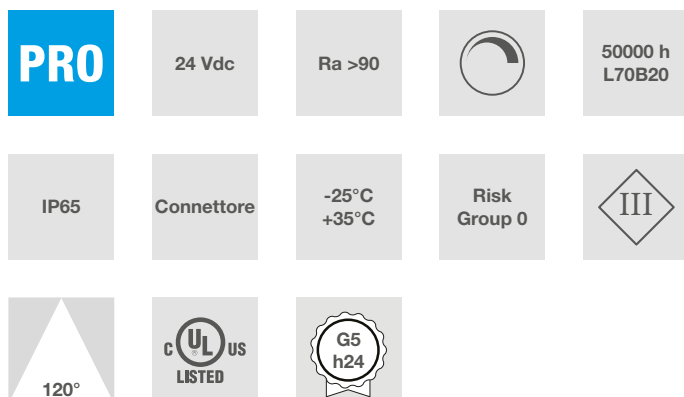 PRO
24 Vdc
Ra >90
50000 h
L70B20
IP65
Connettore
-25°C
+35°C
Risk
Group 0
III
120°
C UL® US
LISTED
G5
h24